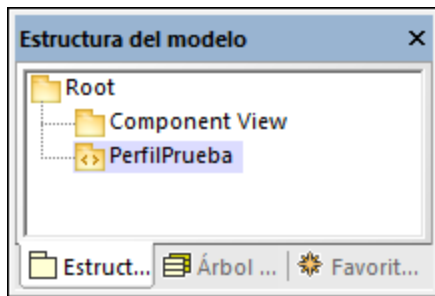 Estructura del modelo
Root
Component View
PerfilPrueba
Estruct... Árbol ... Favorit...